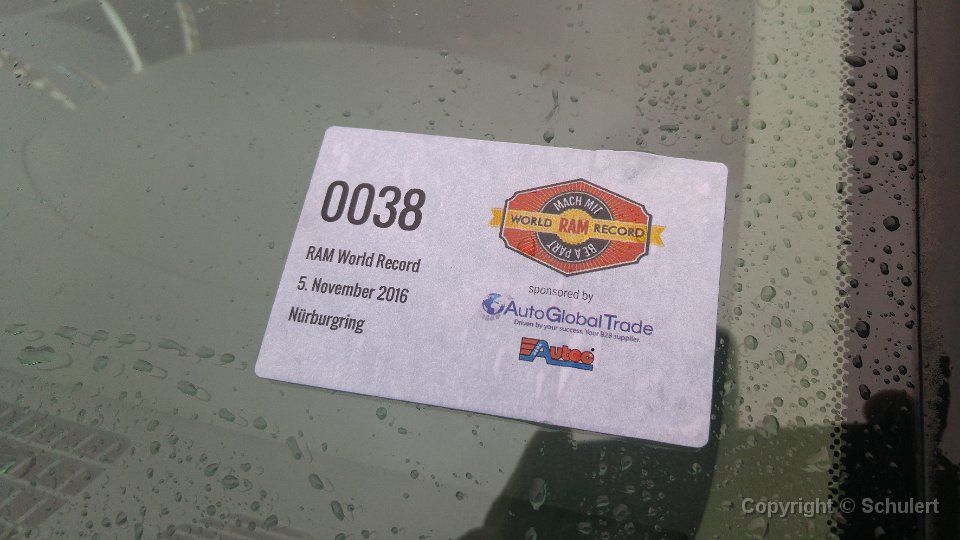 0038
RAM World Record
5. November 2016
Nürburgring
MACH MIT
WORLD RAM RECORD
BE A PART
sponsored by
AutoGlobalTrade
Driven by your success. Your B2B supplier.
Autec
Copyright © Schulert